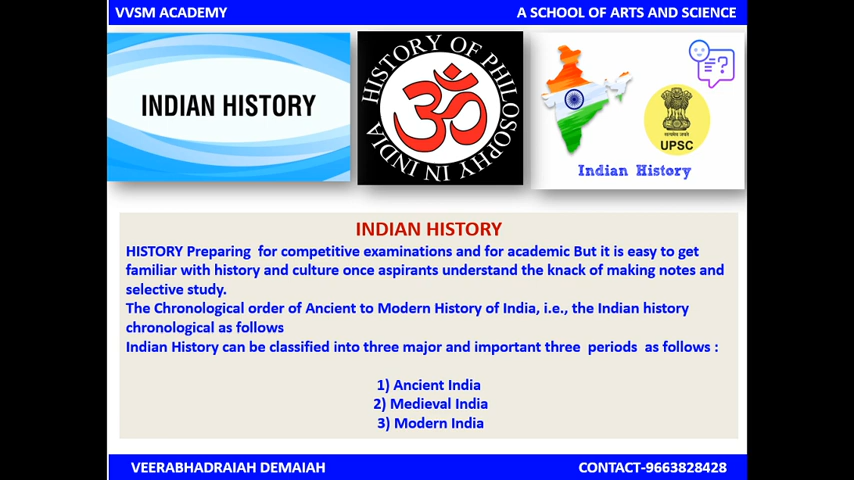 VVSM ACADEMY
A SCHOOL OF ARTS AND SCIENCE
INDIAN HISTORY
HISTORY OF PHILOSOPHY IN INDIA
ॐ
?
UPSC
Indian History
INDIAN HISTORY
HISTORY Preparing  for competitive examinations and for academic But it is easy to get
familiar with history and culture once aspirants understand the knack of making notes and
selective study.
The Chronological order of Ancient to Modern History of India, i.e., the Indian history
chronological as follows
Indian History can be classified into three major and important three  periods  as follows :
1) Ancient India
2) Medieval India
3) Modern India
VEERABHADRAIAH DEMAIAH
CONTACT-9663828428